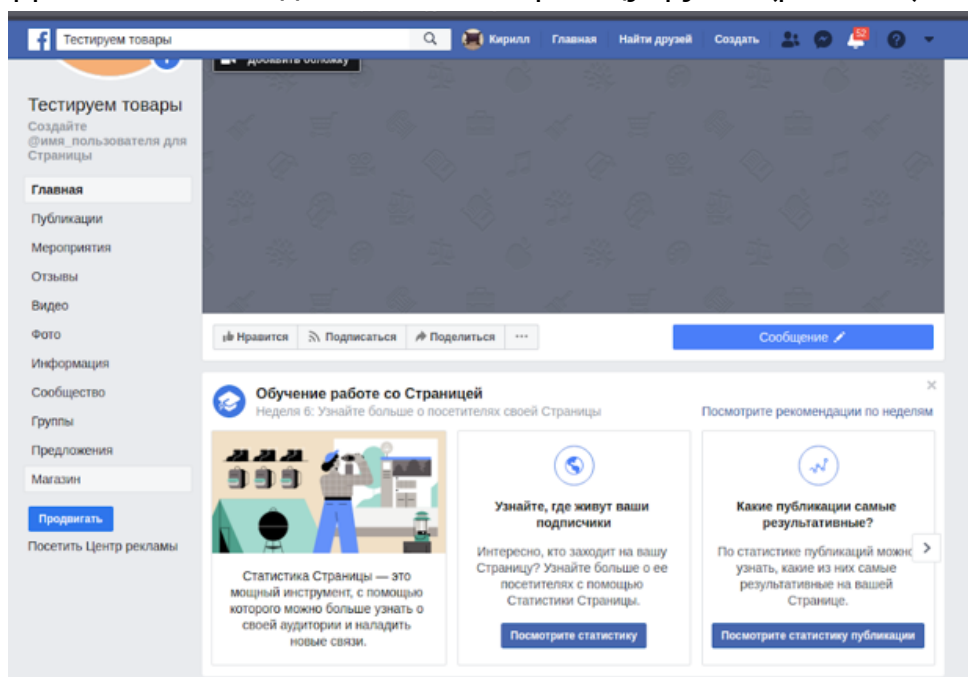 Тестируем товары
Кирилл
Главная
Найти друзей
Создать
52
Добавить обложку
Тестируем товары
Создайте
@имя_пользователя для
Страницы
Главная
Публикации
Мероприятия
Отзывы
Видео
Фото
Информация
Сообщество
Группы
Предложения
Магазин
Продвигать
Посетить Центр рекламы
Нравится
Подписаться
Поделиться
Сообщение
Обучение работе со Страницей
Неделя 6: Узнайте больше о посетителях своей Страницы
Посмотрите рекомендации по неделям
Статистика Страницы — это
мощный инструмент, с помощью
которого можно больше узнать о
своей аудитории и наладить
новые связи.
Узнайте, где живут ваши
подписчики
Интересно, кто заходит на вашу
Страницу? Узнайте больше о ее
посетителях с помощью
Статистики Страницы.
Посмотрите статистику
Какие публикации самые
результативные?
По статистике публикаций можно
узнать, какие из них самые
результативные на вашей
Странице.
Посмотрите статистику публикации